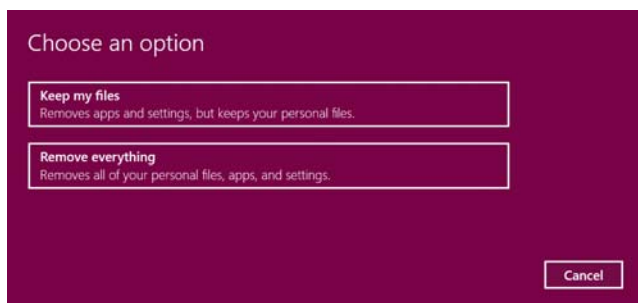 Choose an option
Keep my files
Removes apps and settings, but keeps your personal files.
Remove everything
Removes all of your personal files, apps, and settings.
Cancel